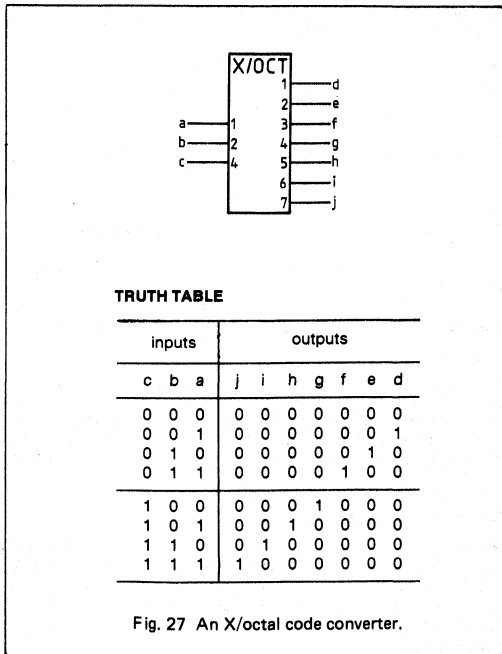 X/OCT
1 d
2 e
a 1 3 f
b 2 4 g
c 4 5 h
6 i
7 j
TRUTH TABLE
inputs outputs
c b a j i h g f e d
0 0 0 0 0 0 0 0 0 0
0 0 1 0 0 0 0 0 0 1
0 1 0 0 0 0 0 0 1 0
0 1 1 0 0 0 0 1 0 0
1 0 0 0 0 0 1 0 0 0
1 0 1 0 0 1 0 0 0 0
1 1 0 0 1 0 0 0 0 0
1 1 1 1 0 0 0 0 0 0
Fig. 27 An X/octal code converter.